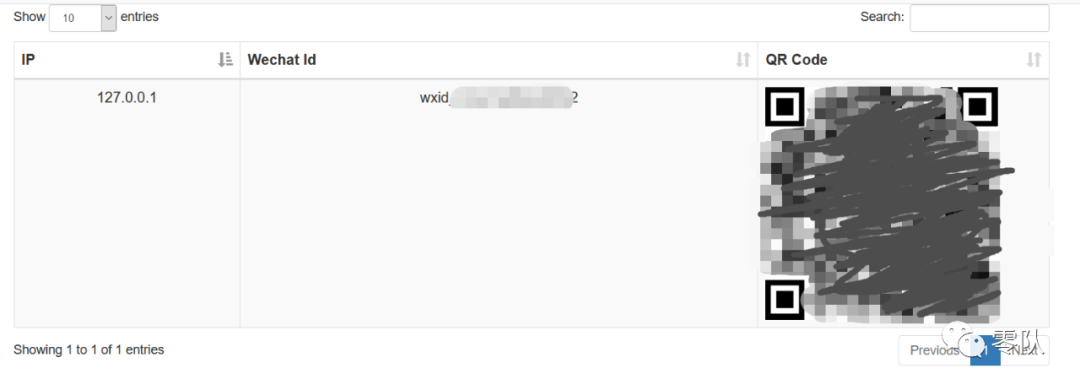 Show 10 entries Search:
IP Wechat Id QR Code
127.0.0.1 wxid_ 2
Showing 1 to 1 of 1 entries Previous 1 Next
零队